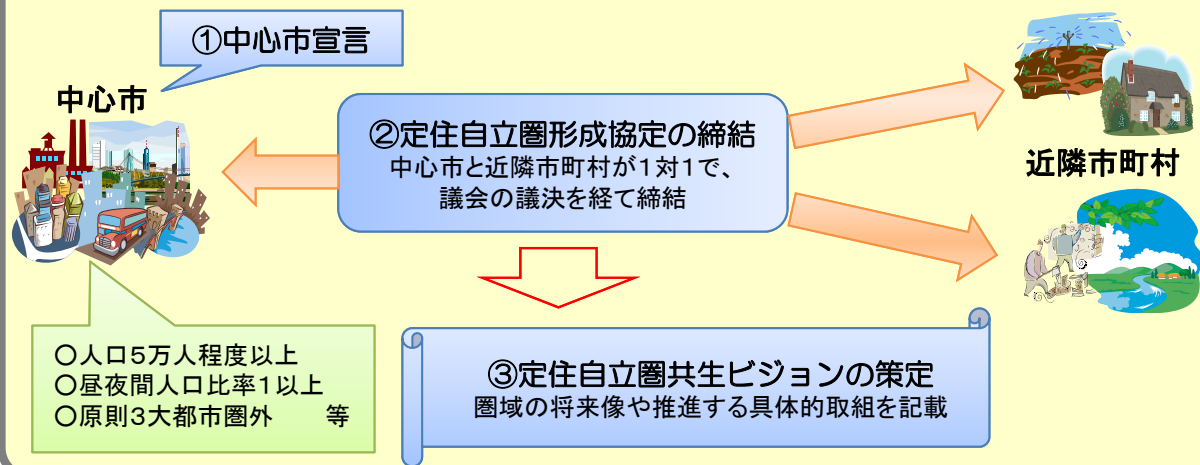 ①中心市宣言
中心市
②定住自立圏形成協定の締結
中心市と近隣市町村が1対1で、
議会の議決を経て締結
近隣市町村
○人口5万人程度以上
○昼夜間人口比率1以上
○原則3大都市圏外　　等
③定住自立圏共生ビジョンの策定
圏域の将来像や推進する具体的取組を記載